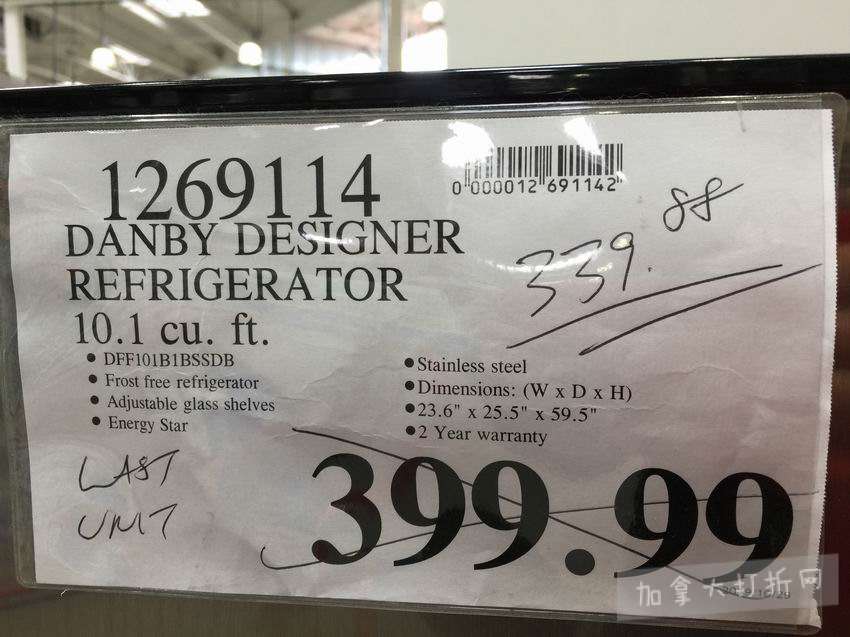 1269114
0 000012 691142
DANBY DESIGNER
REFRIGERATOR
10.1 cu. ft.
339.88
• DFF101B1BSSDB
• Frost free refrigerator
• Adjustable glass shelves
• Energy Star
• Stainless steel
• Dimensions: (W x D x H)
• 23.6" x 25.5" x 59.5"
• 2 Year warranty
LAST
UNIT
399.99
加拿大打折网